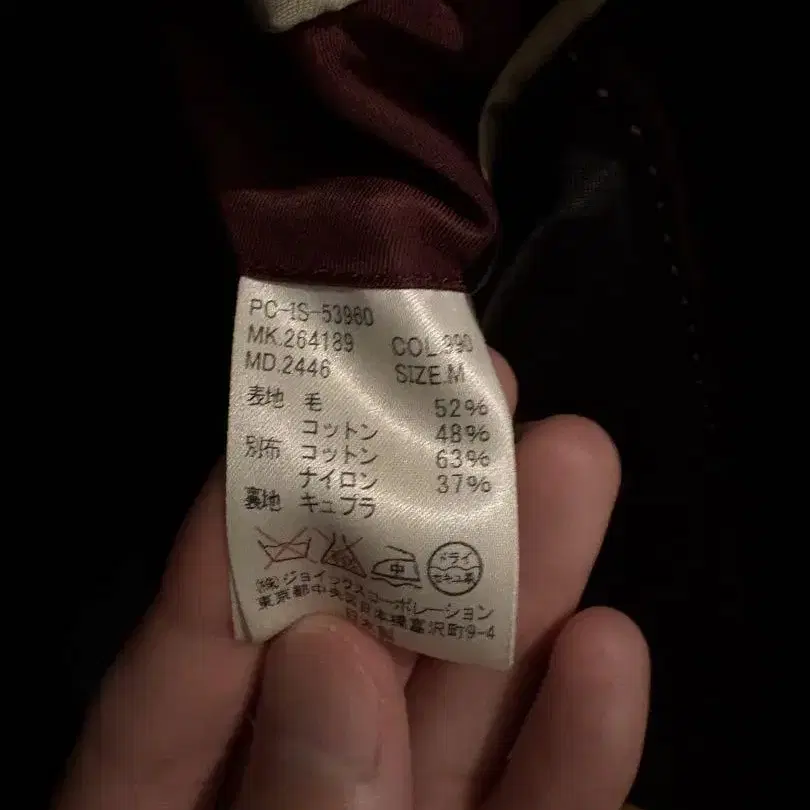 PC-1S-53960
MK.264189 COL.390
MD.2446 SIZE.M
表地 毛 52%
コットン 48%
別布 コットン 63%
ナイロン 37%
裏地 キュプラ
中
ドライ
セキユ系
(株)ジョイックスコーポレーション
東京都中央区日本橋富沢町9-4
日本製